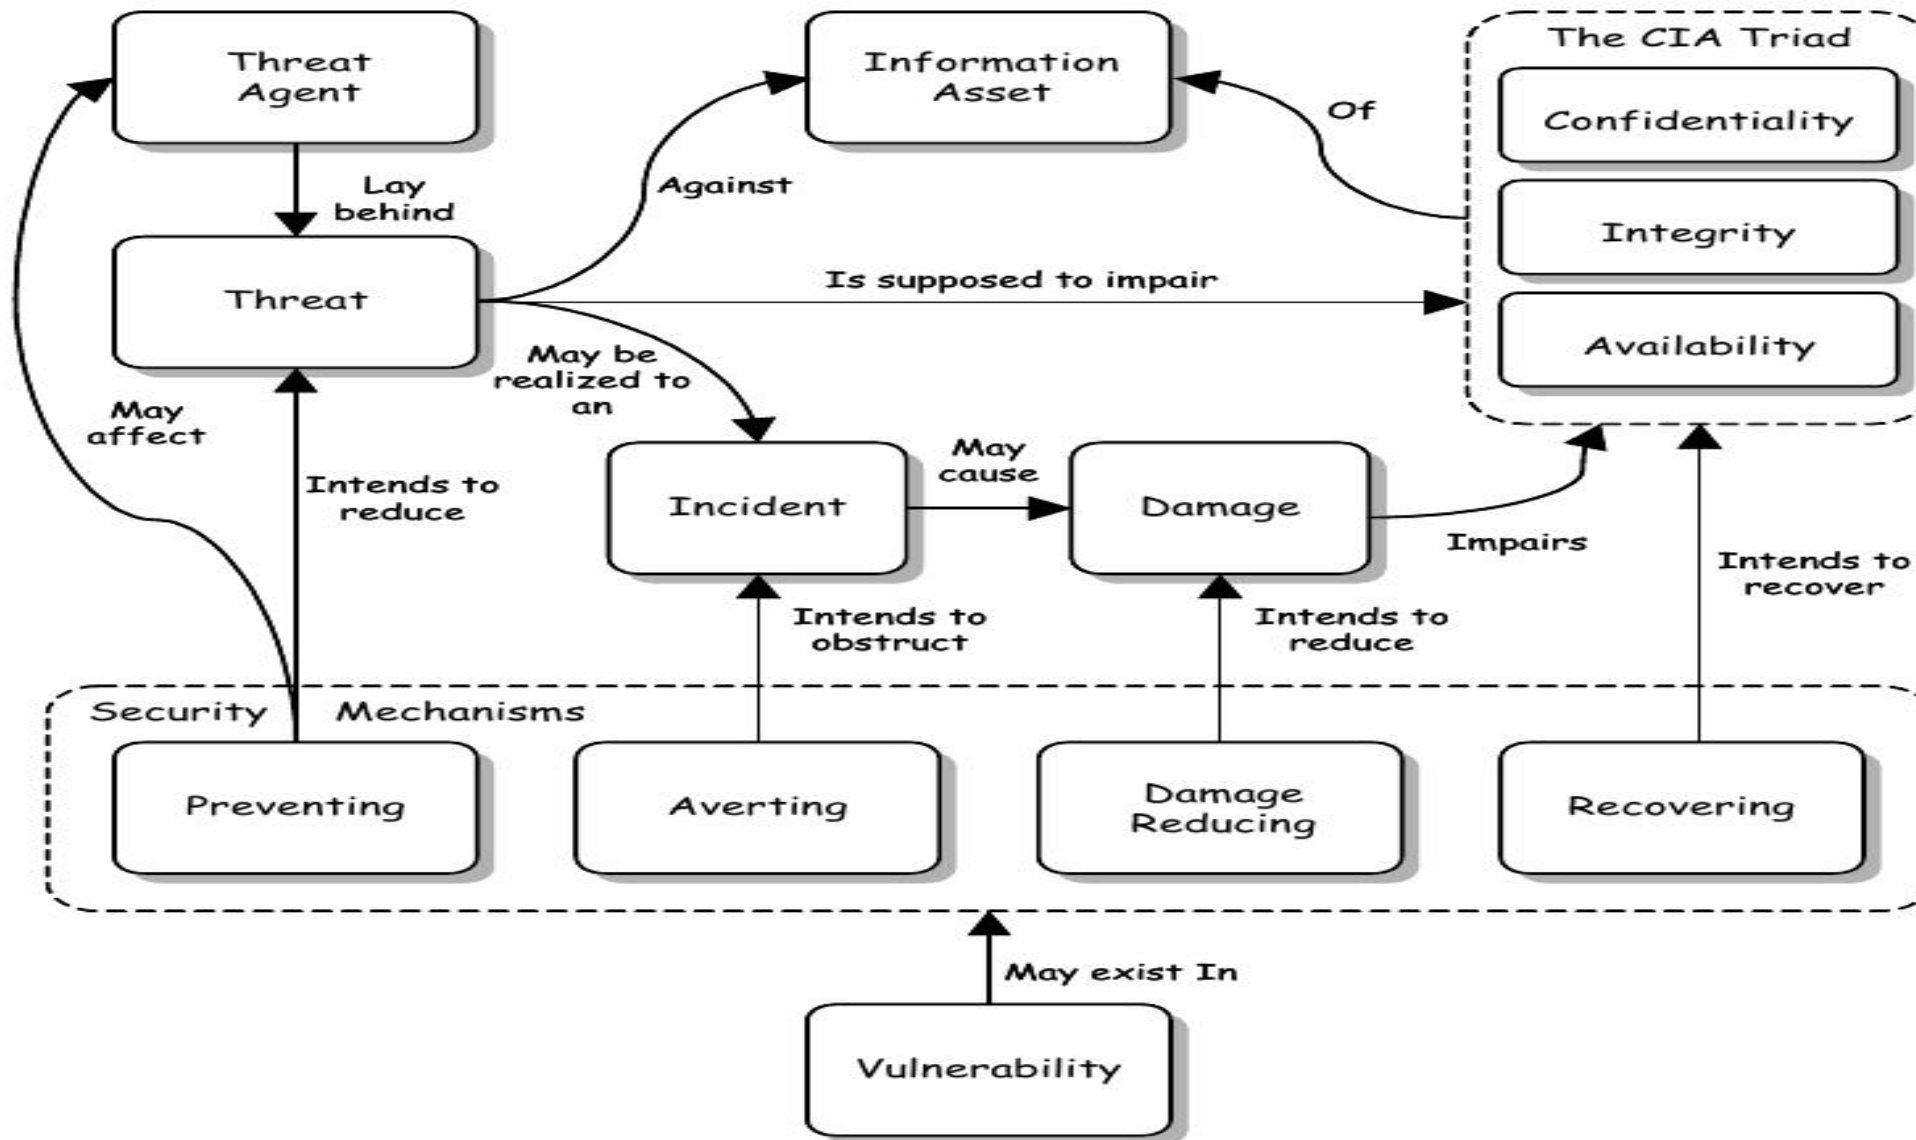 Threat
Agent
Information
Asset
The CIA Triad
Confidentiality
Integrity
Availability
Of
Against
Lay
behind
Threat
Is supposed to impair
May be
realized to
an
May
affect
Intends to
reduce
Incident
May
cause
Damage
Impairs
Intends to
obstruct
Intends to
reduce
Intends to
recover
Security Mechanisms
Preventing
Averting
Damage
Reducing
Recovering
May exist In
Vulnerability